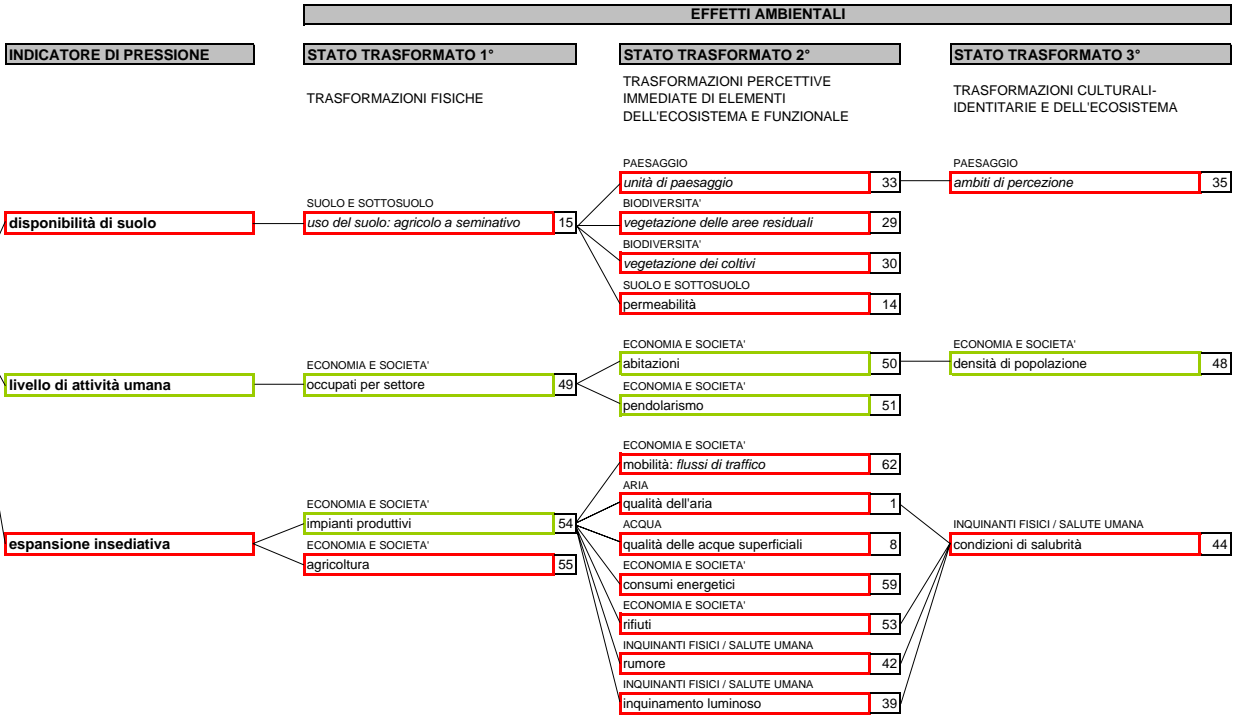 EFFETTI AMBIENTALI
INDICATORE DI PRESSIONE
STATO TRASFORMATO 1°
STATO TRASFORMATO 2°
STATO TRASFORMATO 3°
TRASFORMAZIONI FISICHE
TRASFORMAZIONI PERCETTIVE
IMMEDIATE DI ELEMENTI
DELL'ECOSISTEMA E FUNZIONALE
TRASFORMAZIONI CULTURALI-
IDENTITARIE E DELL'ECOSISTEMA
disponibilità di suolo
SUOLO E SOTTOSUOLO
uso del suolo: agricolo a seminativo 15
PAESAGGIO
unità di paesaggio 33
BIODIVERSITA'
vegetazione delle aree residuali 29
BIODIVERSITA'
vegetazione dei coltivi 30
SUOLO E SOTTOSUOLO
permeabilità 14
PAESAGGIO
ambiti di percezione 35
livello di attività umana
ECONOMIA E SOCIETA'
occupati per settore 49
ECONOMIA E SOCIETA'
abitazioni 50
ECONOMIA E SOCIETA'
pendolarismo 51
ECONOMIA E SOCIETA'
densità di popolazione 48
espansione insediativa
ECONOMIA E SOCIETA'
impianti produttivi 54
ECONOMIA E SOCIETA'
agricoltura 55
ECONOMIA E SOCIETA'
mobilità: flussi di traffico 62
ARIA
qualità dell'aria 1
ACQUA
qualità delle acque superficiali 8
ECONOMIA E SOCIETA'
consumi energetici 59
ECONOMIA E SOCIETA'
rifiuti 53
INQUINANTI FISICI / SALUTE UMANA
rumore 42
INQUINANTI FISICI / SALUTE UMANA
inquinamento luminoso 39
INQUINANTI FISICI / SALUTE UMANA
condizioni di salubrità 44